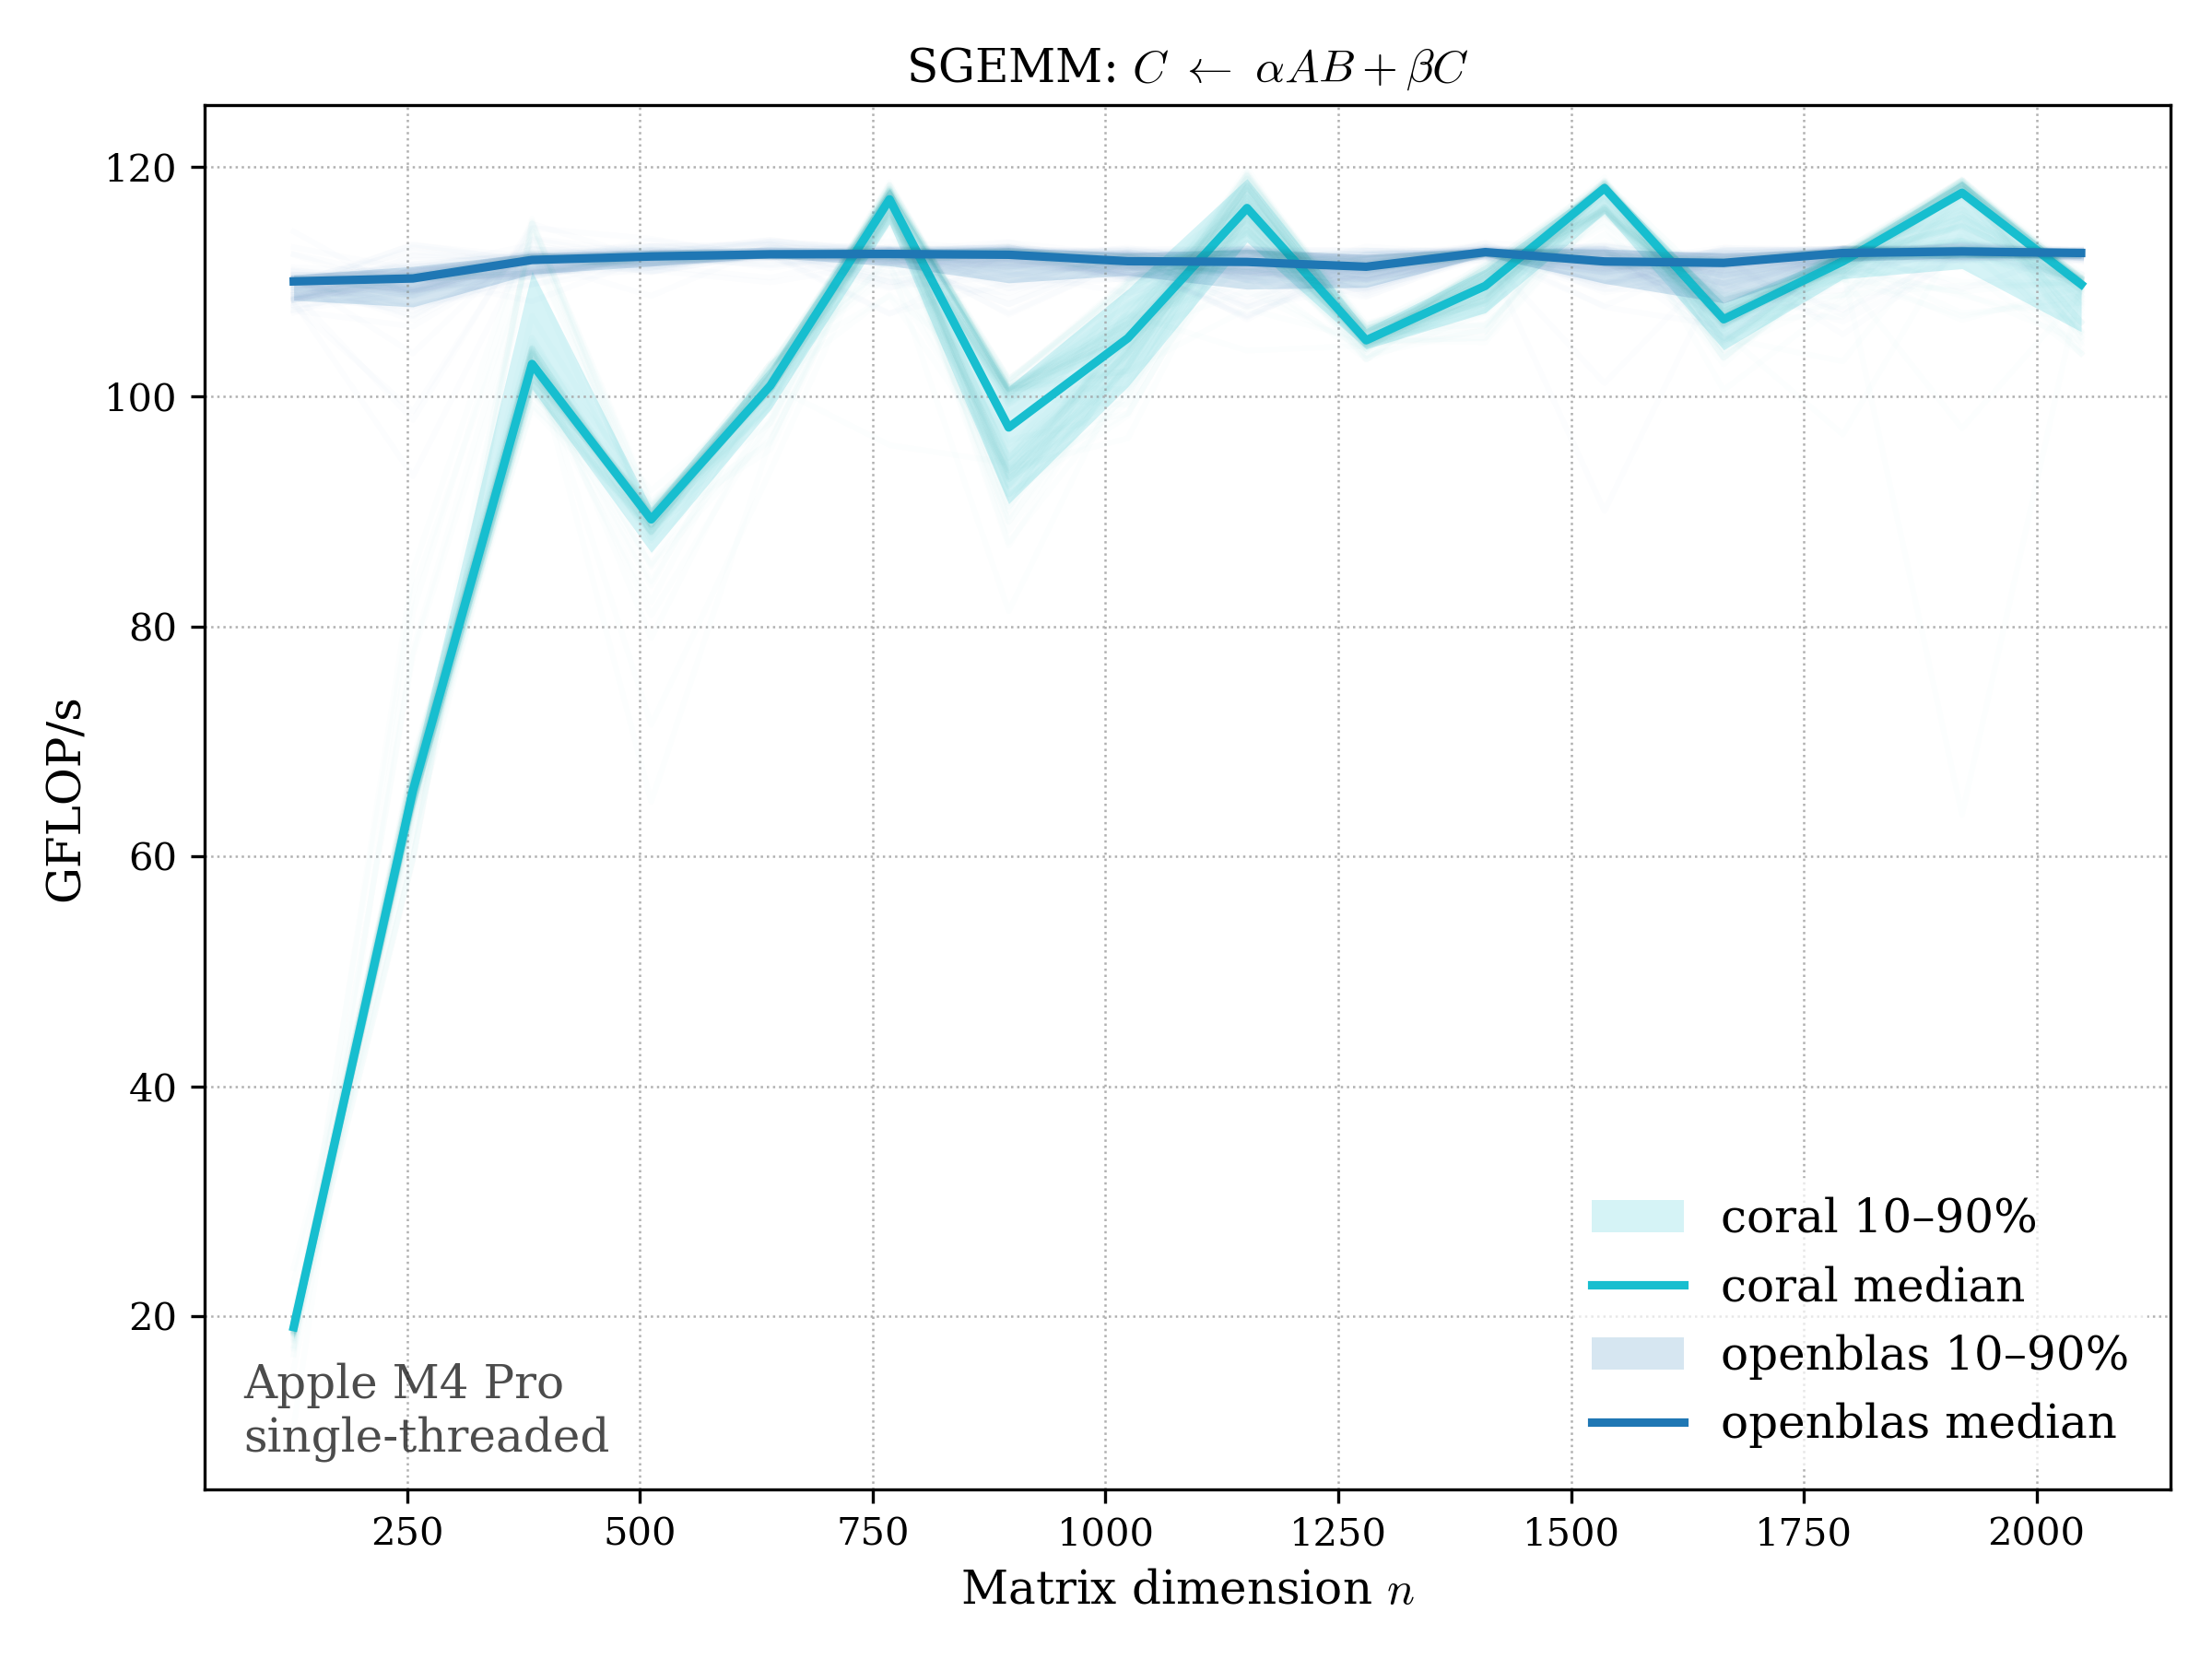 SGEMM: C ← αAB + βC
GFLOP/s
120
100
80
60
40
20
coral 10–90%
coral median
openblas 10–90%
openblas median
Apple M4 Pro
single-threaded
250 500 750 1000 1250 1500 1750 2000
Matrix dimension n